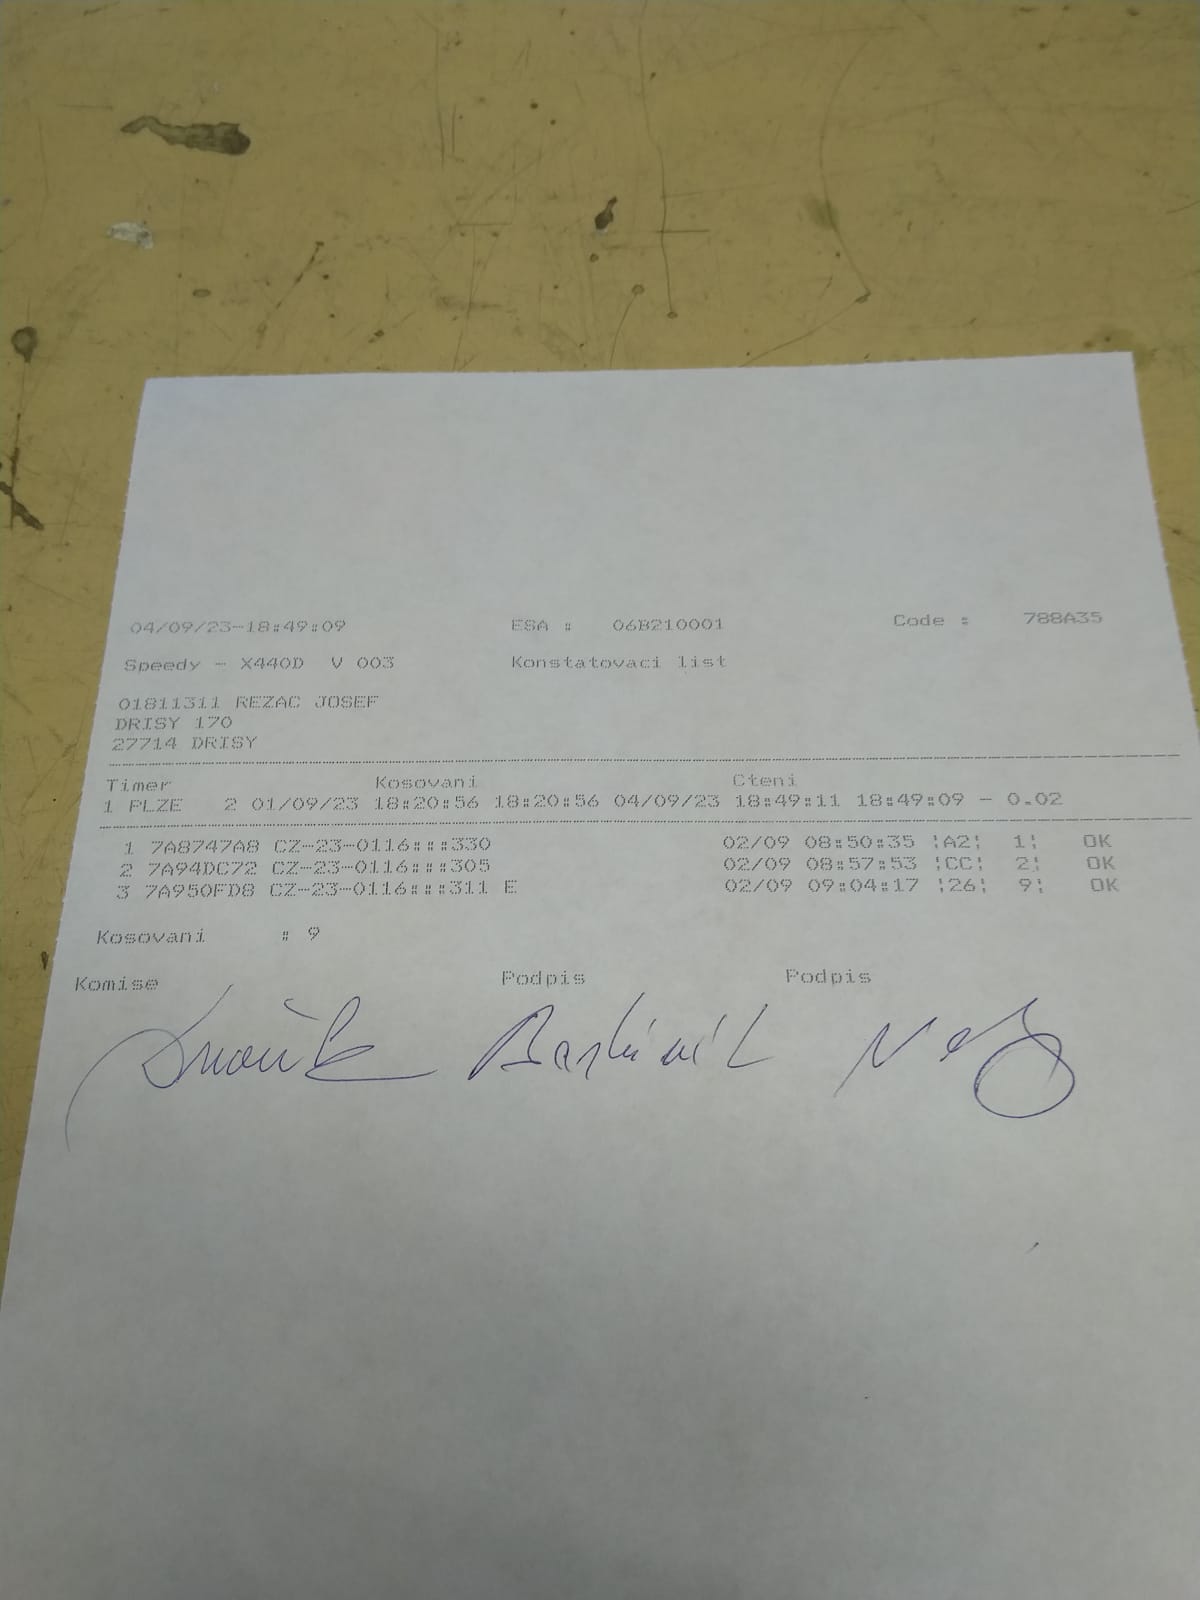 04/09/23-18:49:09 ESA : 06B210001 Code : 788A35
Speedy - X440D V 003 Konstatovaci list
01811311 REZAC JOSEF
DRISY 170
27714 DRISY
Timer Kosovani Cteni
1 PLZE 2 01/09/23 18:20:56 18:20:56 04/09/23 18:49:11 18:49:09 - 0.02
1 7A8747A8 CZ-23-0116:::330 02/09 08:50:35 ¦A2¦ 1¦ OK
2 7A94DC72 CZ-23-0116:::305 02/09 08:57:53 ¦CC¦ 2¦ OK
3 7A950FD8 CZ-23-0116:::311 E 02/09 09:04:17 ¦26¦ 9¦ OK
Kosovani : 9
Komise Podpis Podpis